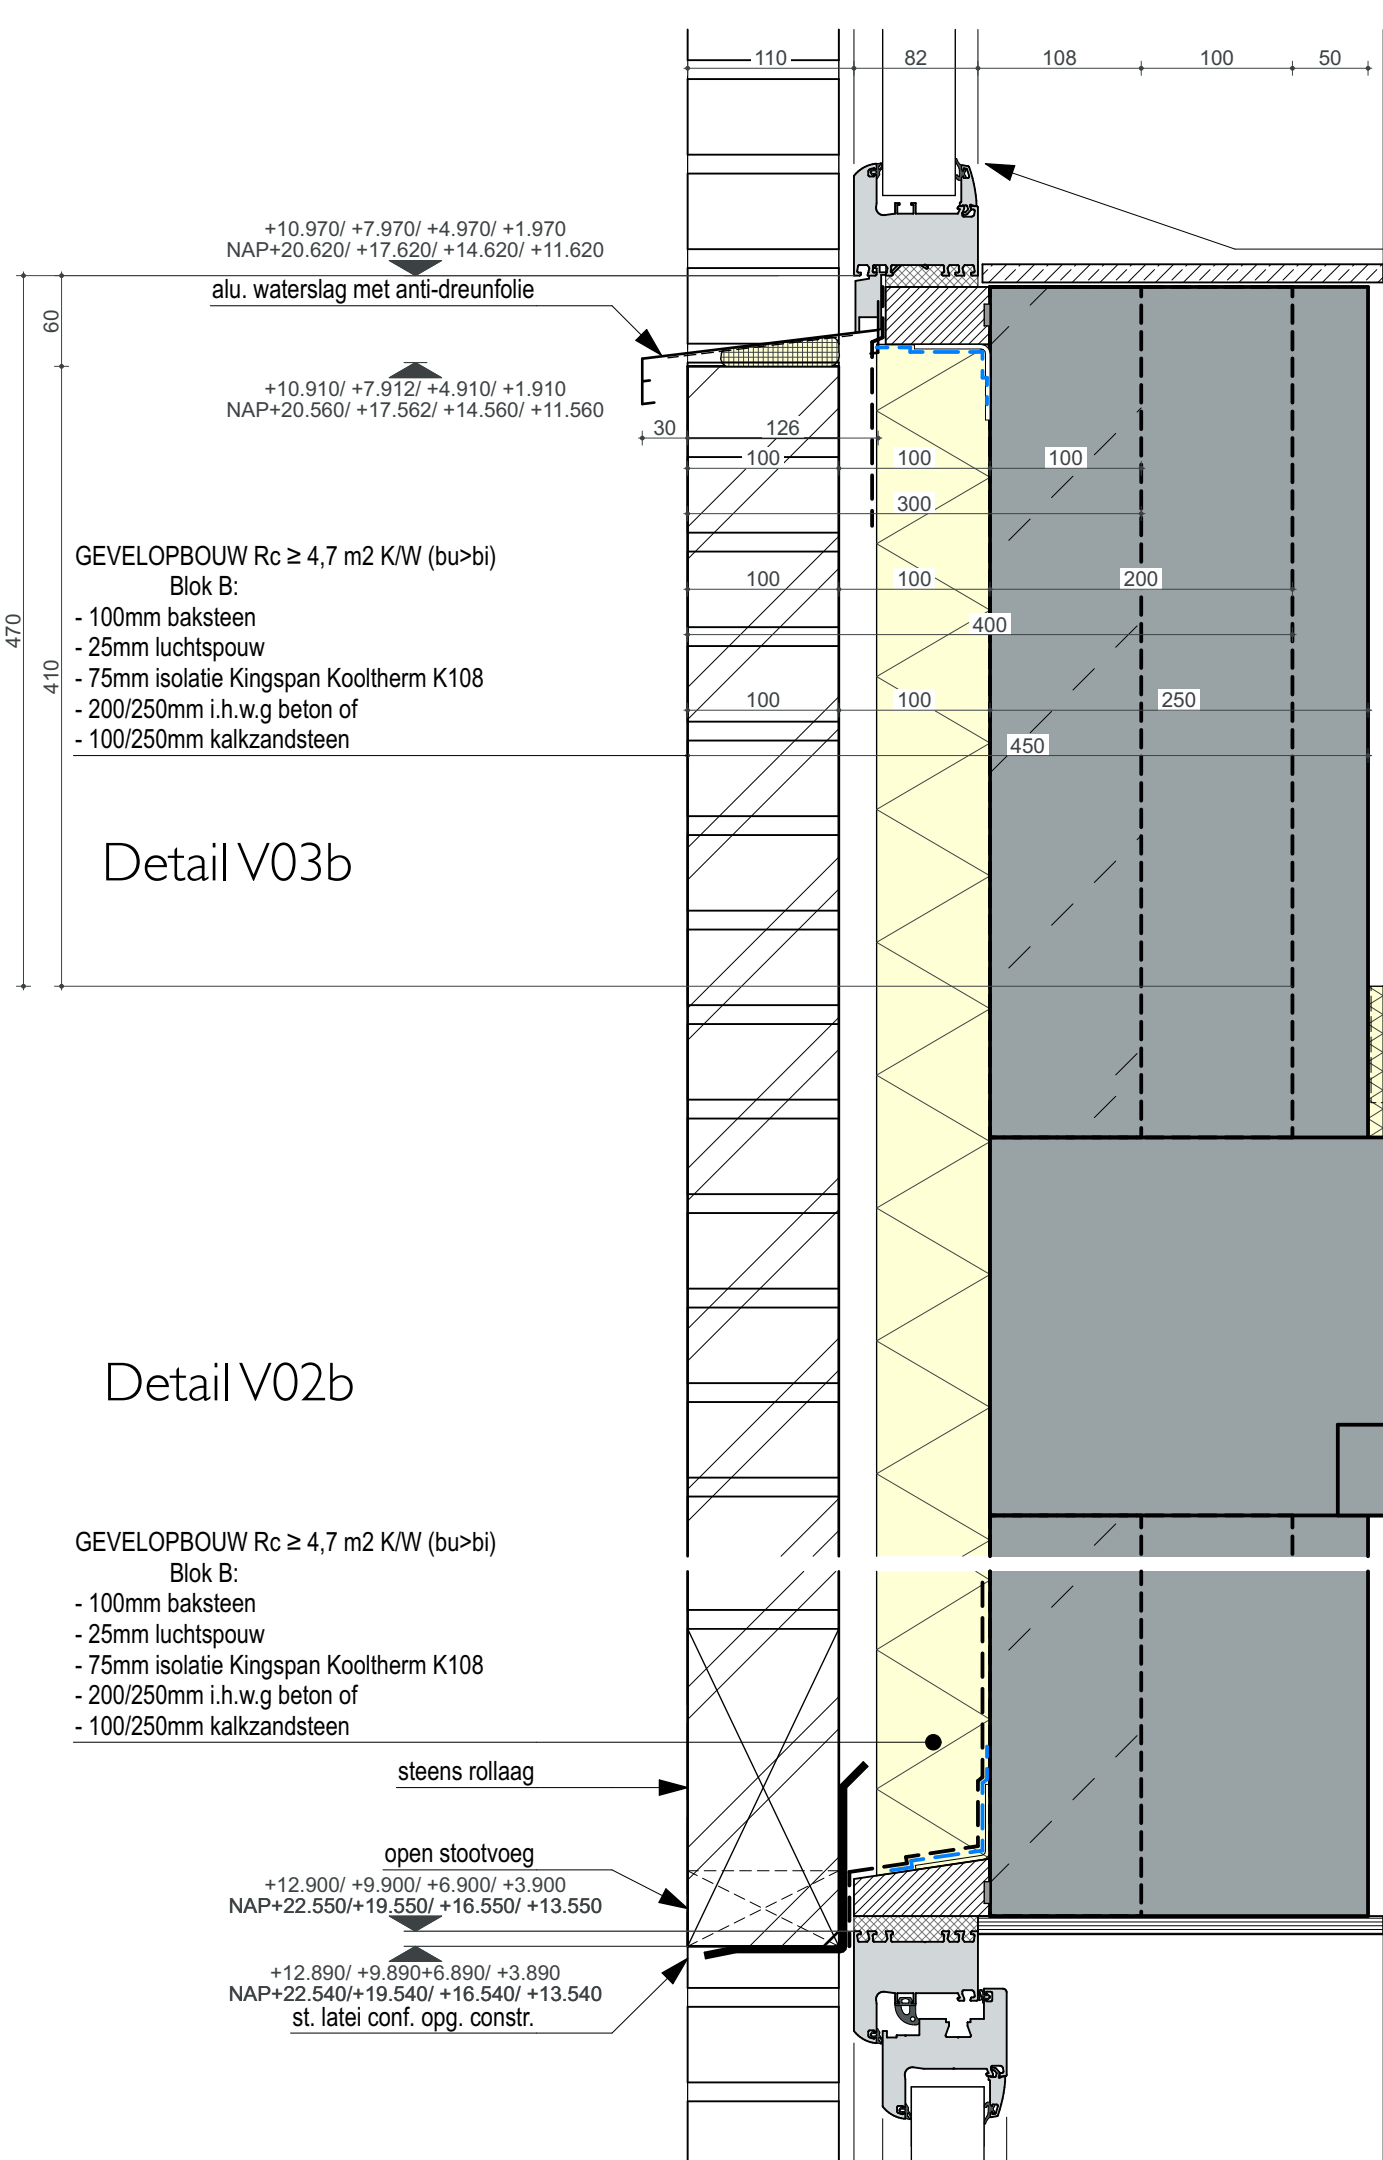 110
82
108
100
50
+10.970/ +7.970/ +4.970/ +1.970
NAP+20.620/ +17.620/ +14.620/ +11.620
alu. waterslag met anti-dreunfolie
60
+10.910/ +7.912/ +4.910/ +1.910
NAP+20.560/ +17.562/ +14.560/ +11.560
30
126
100
100
100
300
GEVELOPBOUW Rc ≥ 4,7 m2 K/W (bu>bi)
Blok B:
- 100mm baksteen
- 25mm luchtspouw
- 75mm isolatie Kingspan Kooltherm K108
- 200/250mm i.h.w.g beton of
- 100/250mm kalkzandsteen
100
100
200
400
470
410
100
100
250
450
Detail V03b
Detail V02b
GEVELOPBOUW Rc ≥ 4,7 m2 K/W (bu>bi)
Blok B:
- 100mm baksteen
- 25mm luchtspouw
- 75mm isolatie Kingspan Kooltherm K108
- 200/250mm i.h.w.g beton of
- 100/250mm kalkzandsteen
steens rollaag
open stootvoeg
+12.900/ +9.900/ +6.900/ +3.900
NAP+22.550/+19.550/ +16.550/ +13.550
+12.890/ +9.890+6.890/ +3.890
NAP+22.540/+19.540/ +16.540/ +13.540
st. latei conf. opg. constr.